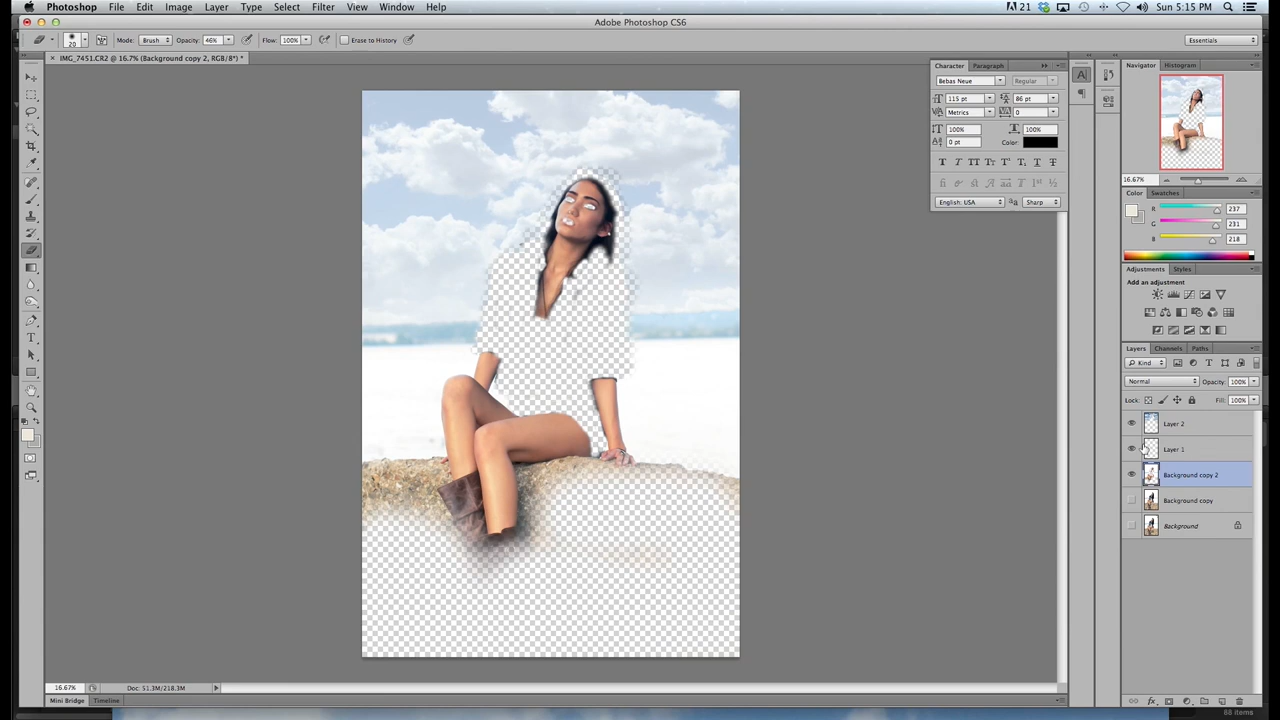 Photoshop File Edit Image Layer Type Select Filter View Window Help 21 Sun 5:15 PM
Adobe Photoshop CS6
20 Mode: Brush Opacity: 46% Flow: 100% Erase to History Essentials
IMG_7451.CR2 @ 16.7% (Background copy 2, RGB/8*) *
Character Paragraph
Bebas Neue Regular
115 pt 86 pt
Metrics 0
100% 100%
0 pt Color:
English: USA Sharp
Navigator Histogram
16.67%
Color Swatches
R 237
G 231
B 218
Adjustments Styles
Add an adjustment
Layers Channels Paths
Kind
Normal Opacity: 100%
Lock: Fill: 100%
Layer 2
Layer 1
Background copy 2
Background copy
Background
16.67% Doc: 51.3M/218.3M
Mini Bridge Timeline
88 items